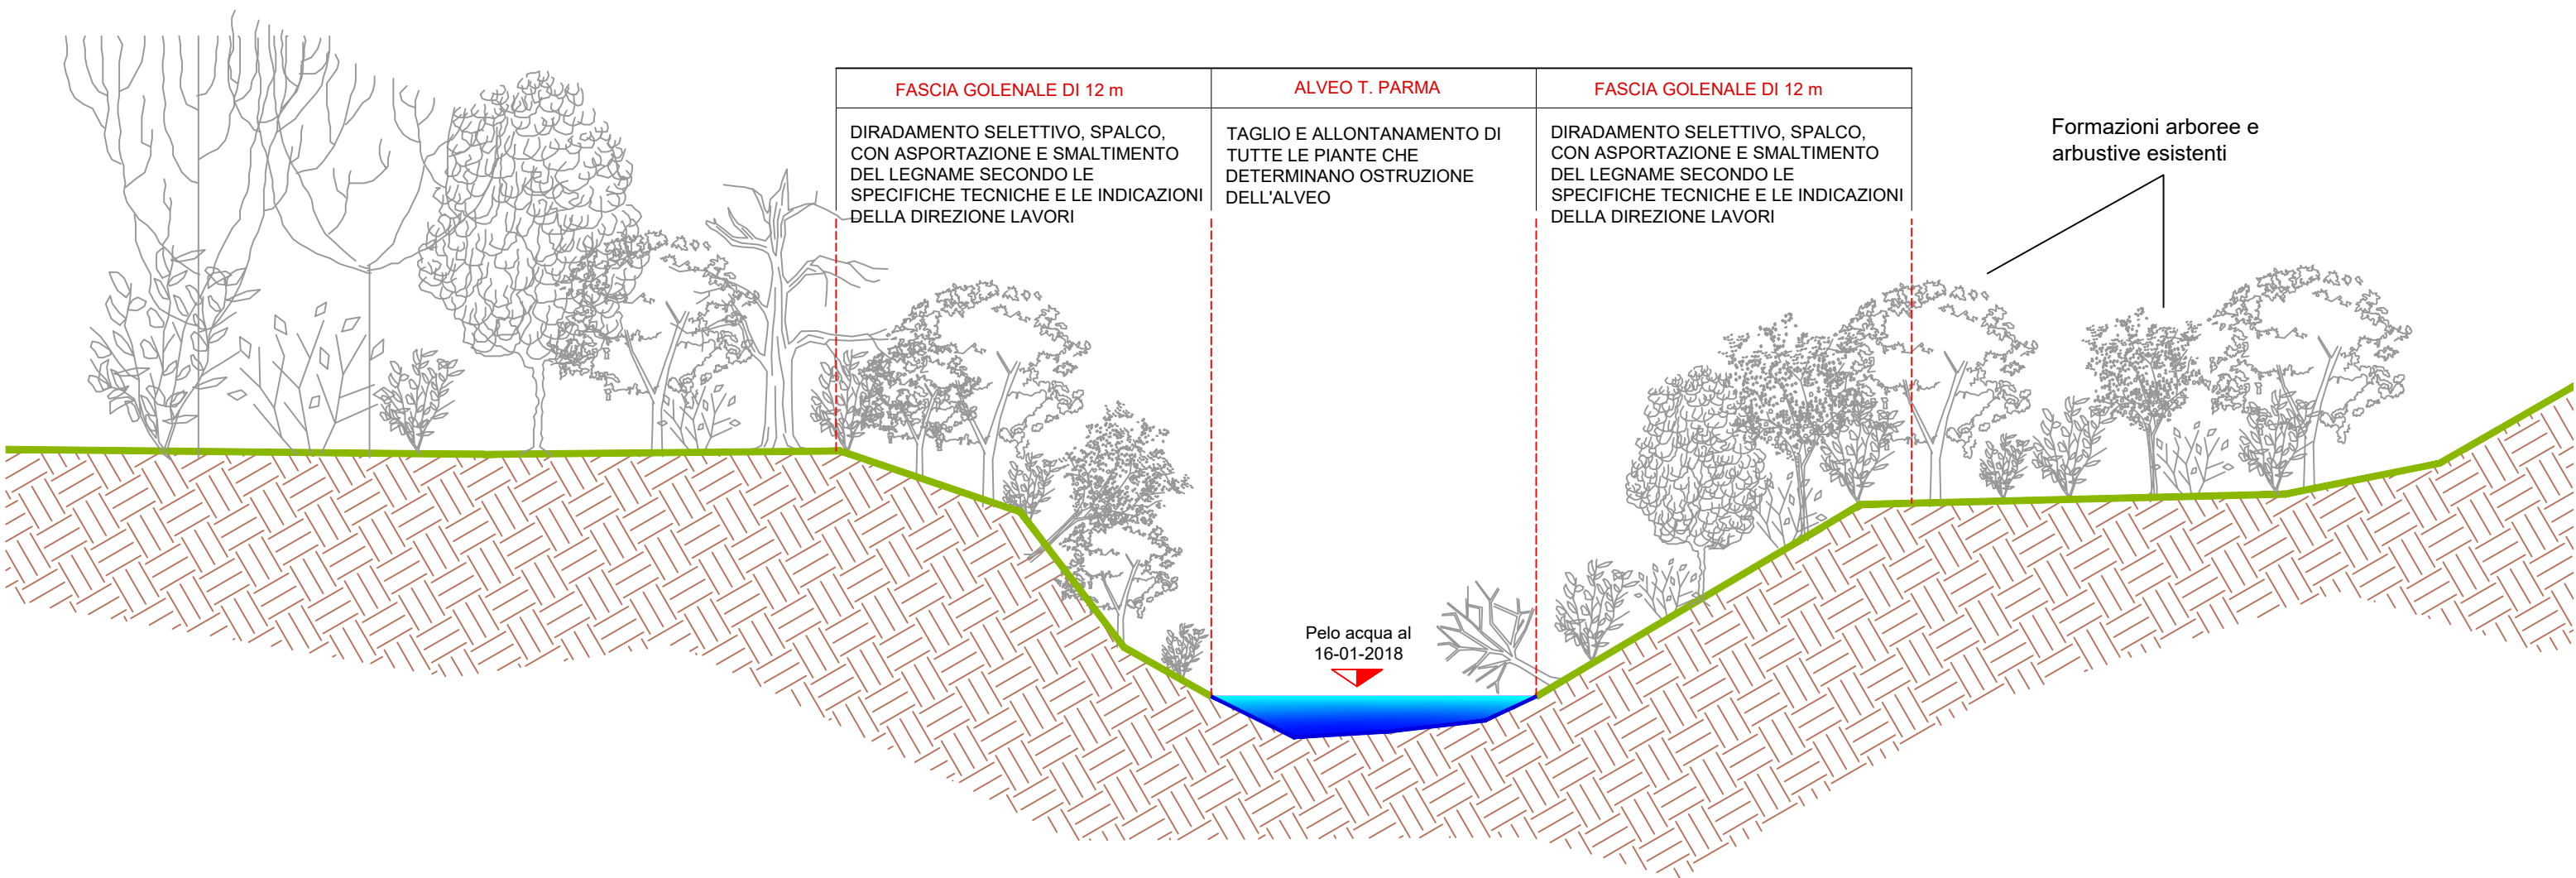 FASCIA GOLENALE DI 12 m
DIRADAMENTO SELETTIVO, SPALCO,
CON ASPORTAZIONE E SMALTIMENTO
DEL LEGNAME SECONDO LE
SPECIFICHE TECNICHE E LE INDICAZIONI
DELLA DIREZIONE LAVORI
ALVEO T. PARMA
TAGLIO E ALLONTANAMENTO DI
TUTTE LE PIANTE CHE
DETERMINANO OSTRUZIONE
DELL'ALVEO
FASCIA GOLENALE DI 12 m
DIRADAMENTO SELETTIVO, SPALCO,
CON ASPORTAZIONE E SMALTIMENTO
DEL LEGNAME SECONDO LE
SPECIFICHE TECNICHE E LE INDICAZIONI
DELLA DIREZIONE LAVORI
Formazioni arboree e
arbustive esistenti
Pelo acqua al
16-01-2018